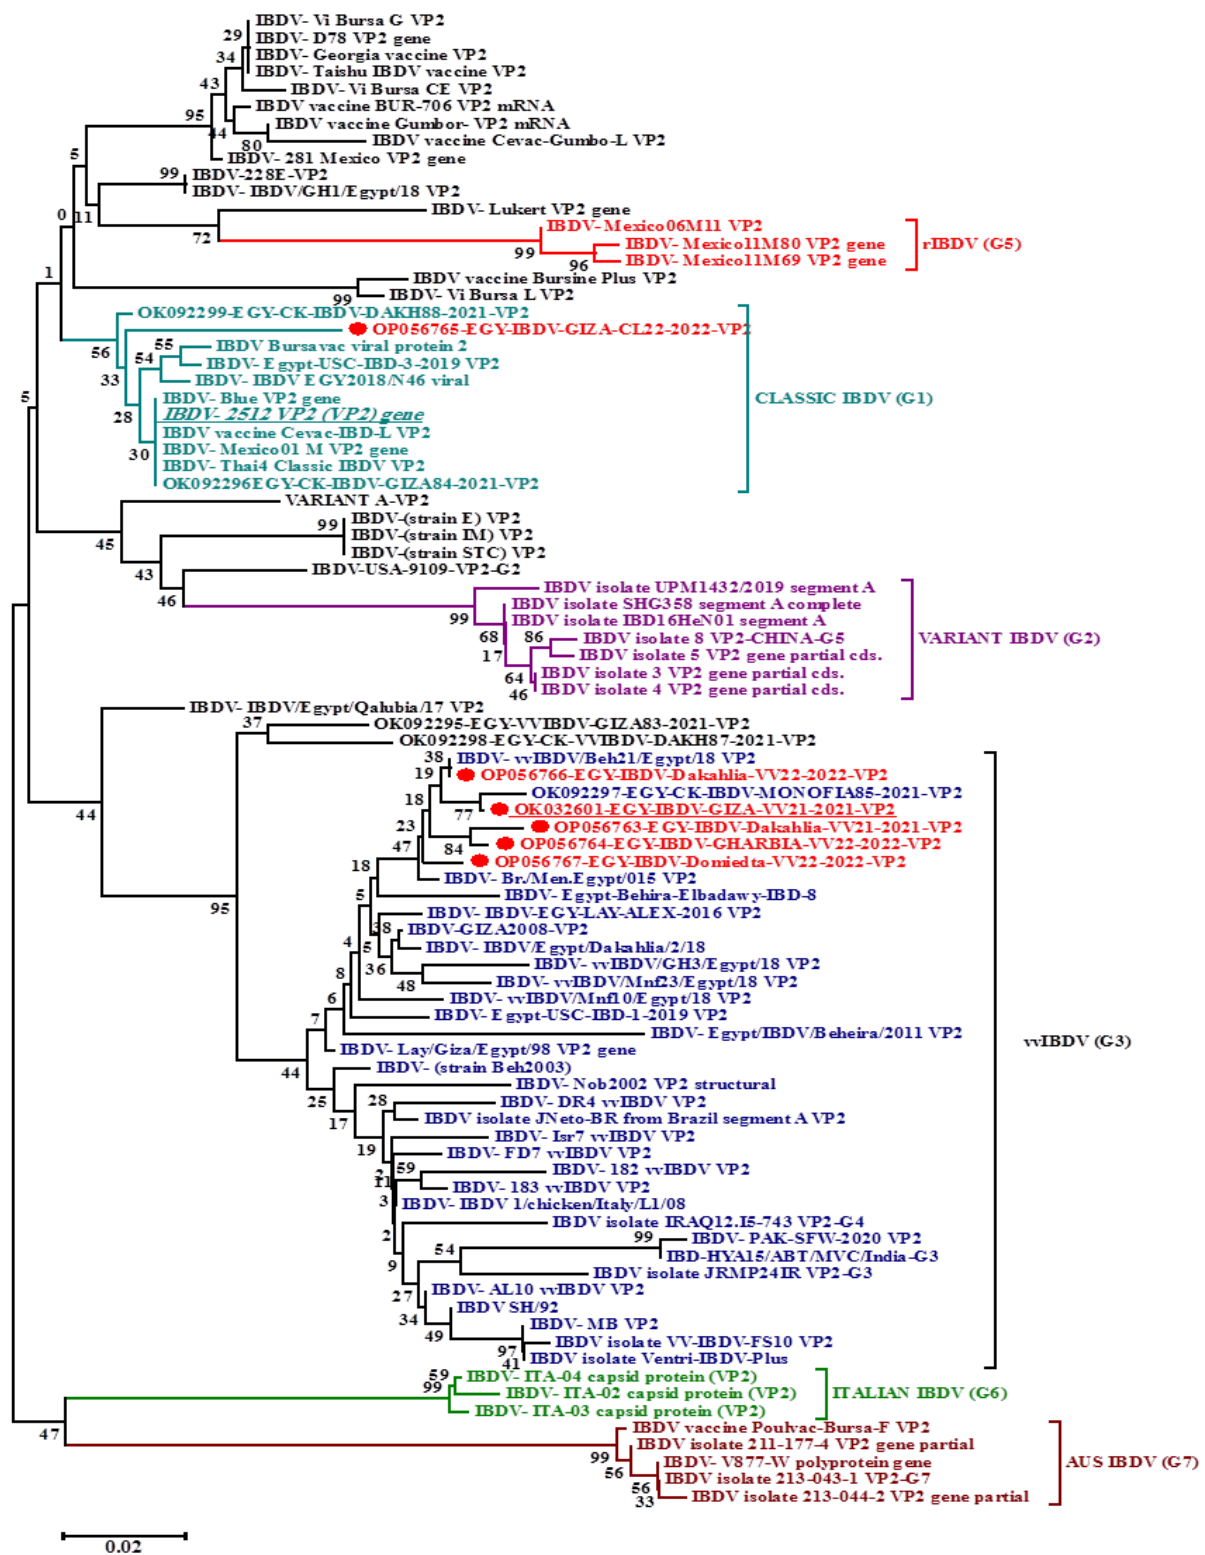 IBDV- Vi Bursa G VP2
29
IBDV- D78 VP2 gene
34
IBDV- Georgia vaccine VP2
IBDV- Taishu IBDV vaccine VP2
43
IBDV- Vi Bursa CE VP2
95
IBDV vaccine BUR-706 VP2 mRNA
44
IBDV vaccine Gumbor- VP2 mRNA
80
IBDV vaccine Cevac-Gumbo-L VP2
5
IBDV- 281 Mexico VP2 gene
99
IBDV-228E-VP2
IBDV- IBDV/GH1/Egypt/18 VP2
0
11
IBDV- Lukert VP2 gene
72
IBDV- Mexico06M11 VP2
99
IBDV- Mexico11M80 VP2 gene
rIBDV (G5)
96
IBDV- Mexico11M69 VP2 gene
1
IBDV vaccine Bursine Plus VP2
99
IBDV- Vi Bursa L VP2
OK092299-EGY-CK-IBDV-DAKH88-2021-VP2
OP056765-EGY-IBDV-GIZA-CL22-2022-VP2
56
55
IBDV Bursavac viral protein 2
54
IBDV- Egypt-USC-IBD-3-2019 VP2
33
IBDV- IBDV EGY2018/N46 viral
5
IBDV- Blue VP2 gene
CLASSIC IBDV (G1)
28
IBDV- 2512 VP2 (VP2) gene
IBDV vaccine Cevac-IBD-L VP2
30
IBDV- Mexico01 M VP2 gene
IBDV- Thai4 Classic IBDV VP2
OK092296EGY-CK-IBDV-GIZA84-2021-VP2
VARIANT A-VP2
45
99
IBDV-(strain E) VP2
IBDV-(strain IM) VP2
IBDV-(strain STC) VP2
43
IBDV-USA-9109-VP2-G2
46
IBDV isolate UPM1432/2019 segment A
99
IBDV isolate SHG358 segment A complete
IBDV isolate IBD16HeN01 segment A
68
86
IBDV isolate 8 VP2-CHINA-G5
VARIANT IBDV (G2)
17
IBDV isolate 5 VP2 gene partial cds.
64
IBDV isolate 3 VP2 gene partial cds.
46
IBDV isolate 4 VP2 gene partial cds.
IBDV- IBDV/Egypt/Qalubia/17 VP2
37
OK092295-EGY-VVIBDV-GIZA83-2021-VP2
OK092298-EGY-CK-VVIBDV-DAKH87-2021-VP2
38
IBDV- vvIBDV/Beh21/Egypt/18 VP2
19
OP056766-EGY-IBDV-Dakahlia-VV22-2022-VP2
18
OK092297-EGY-CK-IBDV-MONOFIA85-2021-VP2
77
OK032601-EGY-IBDV-GIZA-VV21-2021-VP2
44
23
OP056763-EGY-IBDV-Dakahlia-VV21-2021-VP2
47
84
OP056764-EGY-IBDV-GHARBIA-VV22-2022-VP2
OP056767-EGY-IBDV-Domiedta-VV22-2022-VP2
18
IBDV- Br./Men.Egypt/015 VP2
95
5
IBDV- Egypt-Behira-Elbadawy-IBD-8
IBDV- IBDV-EGY-LAY-ALEX-2016 VP2
38
IBDV-GIZA2008-VP2
4
5
IBDV- IBDV/Egypt/Dakahlia/2/18
36
IBDV- vvIBDV/GH3/Egypt/18 VP2
8
48
IBDV- vvIBDV/Mnf23/Egypt/18 VP2
6
IBDV- vvIBDV/Mnf10/Egypt/18 VP2
7
IBDV- Egypt-USC-IBD-1-2019 VP2
IBDV- Egypt/IBDV/Beheira/2011 VP2
vvIBDV (G3)
IBDV- Lay/Giza/Egypt/98 VP2 gene
44
IBDV- (strain Beh2003)
IBDV- Nob2002 VP2 structural
25
28
IBDV- DR4 vvIBDV VP2
17
IBDV isolate JNeto-BR from Brazil segment A VP2
IBDV- Isr7 vvIBDV VP2
19
IBDV- FD7 vvIBDV VP2
2
59
IBDV- 182 vvIBDV VP2
11
IBDV- 183 vvIBDV VP2
3
IBDV- IBDV 1/chicken/Italy/L1/08
IBDV isolate IRAQ12.I5-743 VP2-G4
2
99
IBDV- PAK-SFW-2020 VP2
54
IBD-HYA15/ABT/MVC/India-G3
9
IBDV isolate JRMP24IR VP2-G3
27
IBDV- AL10 vvIBDV VP2
IBDV SH/92
34
IBDV- MB VP2
49
97
IBDV isolate VV-IBDV-FS10 VP2
41
IBDV isolate Ventri-IBDV-Plus
59
IBDV- ITA-04 capsid protein (VP2)
99
IBDV- ITA-02 capsid protein (VP2)
ITALIAN IBDV (G6)
IBDV- ITA-03 capsid protein (VP2)
47
IBDV vaccine Poulvac-Bursa-F VP2
99
IBDV isolate 211-177-4 VP2 gene partial
56
IBDV- V877-W polyprotein gene
AUS IBDV (G7)
56
IBDV isolate 213-043-1 VP2-G7
33
IBDV isolate 213-044-2 VP2 gene partial
0.02